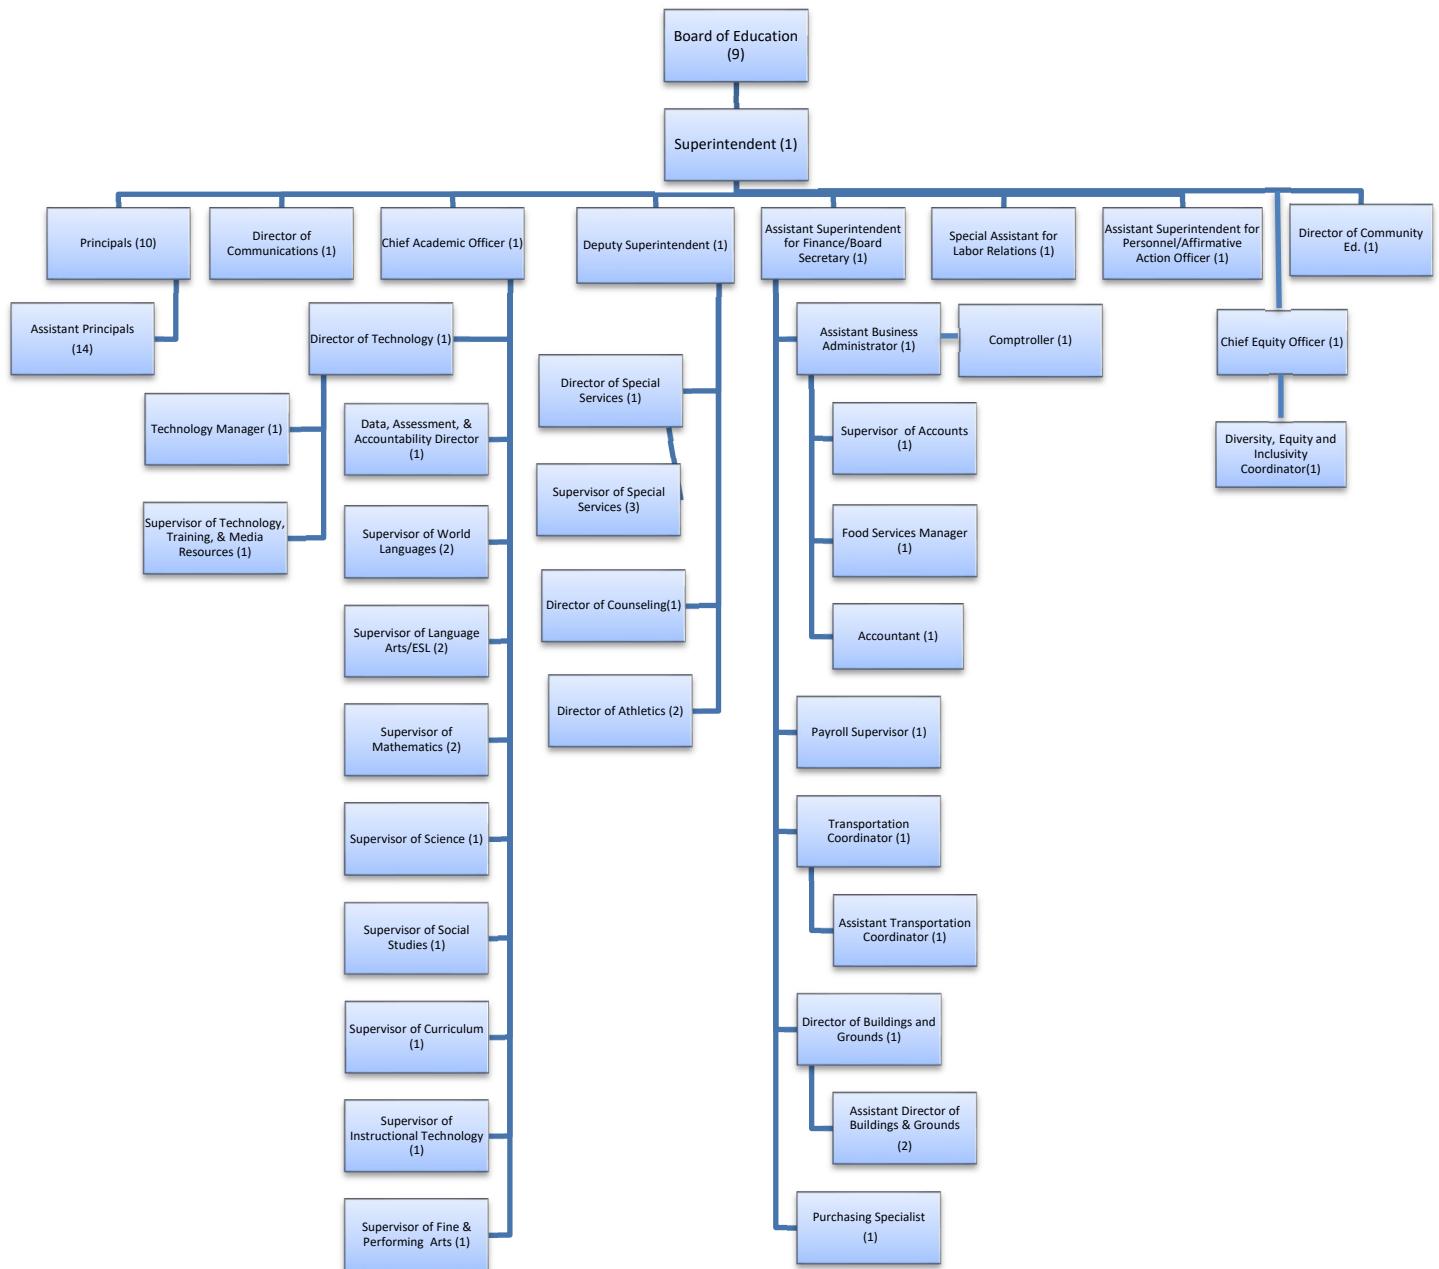 Board of Education
(9)
Superintendent (1)
Principals (10)
Director of
Communications (1)
Chief Academic Officer (1)
Deputy Superintendent (1)
Assistant Superintendent
for Finance/Board
Secretary (1)
Special Assistant for
Labor Relations (1)
Assistant Superintendent for
Personnel/Affirmative
Action Officer (1)
Director of Community
Ed. (1)
Assistant Principals
(14)
Director of Technology (1)
Technology Manager (1)
Supervisor of Technology,
Training, & Media
Resources (1)
Data, Assessment, &
Accountability Director
(1)
Supervisor of World
Languages (2)
Supervisor of Language
Arts/ESL (2)
Supervisor of
Mathematics (2)
Supervisor of Science (1)
Supervisor of Social
Studies (1)
Supervisor of Curriculum
(1)
Supervisor of
Instructional Technology
(1)
Supervisor of Fine &
Performing  Arts (1)
Director of Special
Services (1)
Supervisor of Special
Services (3)
Director of Counseling(1)
Director of Athletics (2)
Assistant Business
Administrator (1)
Comptroller (1)
Supervisor  of Accounts
(1)
Food Services Manager
(1)
Accountant (1)
Payroll Supervisor (1)
Transportation
Coordinator (1)
Assistant Transportation
Coordinator (1)
Director of Buildings and
Grounds (1)
Assistant Director of
Buildings & Grounds
(2)
Purchasing Specialist
(1)
Chief Equity Officer (1)
Diversity, Equity and
Inclusivity
Coordinator(1)